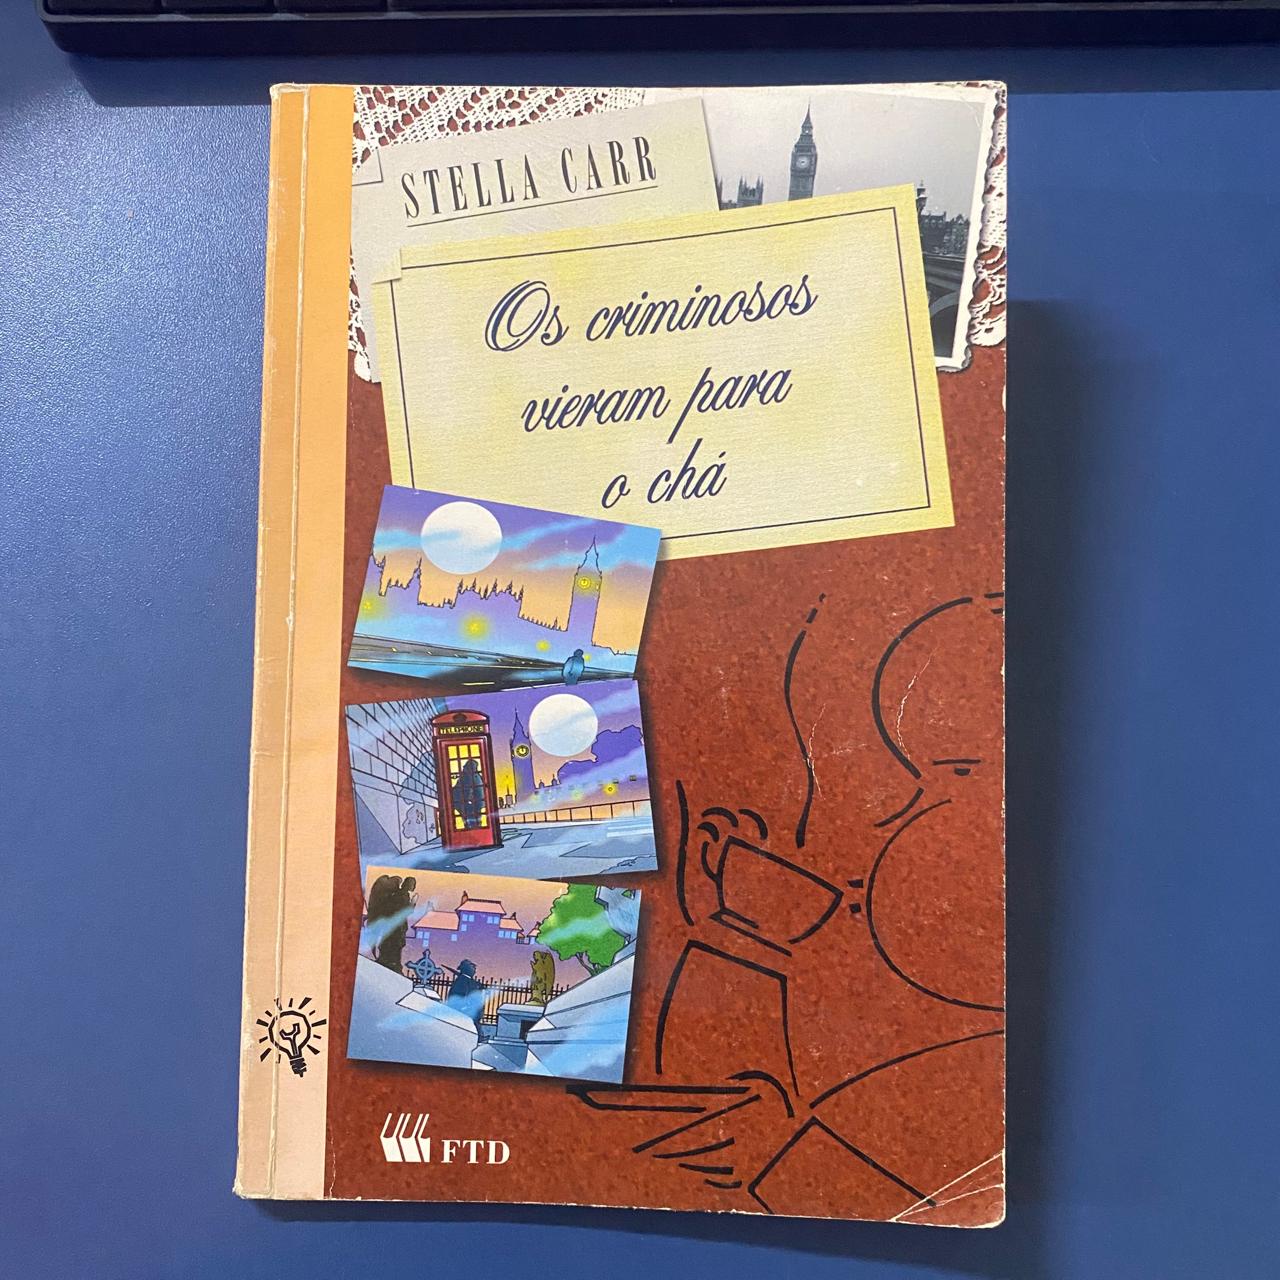 STELLA CARR
Os criminosos
vieram para
o chá
TELEPHONE
FTD